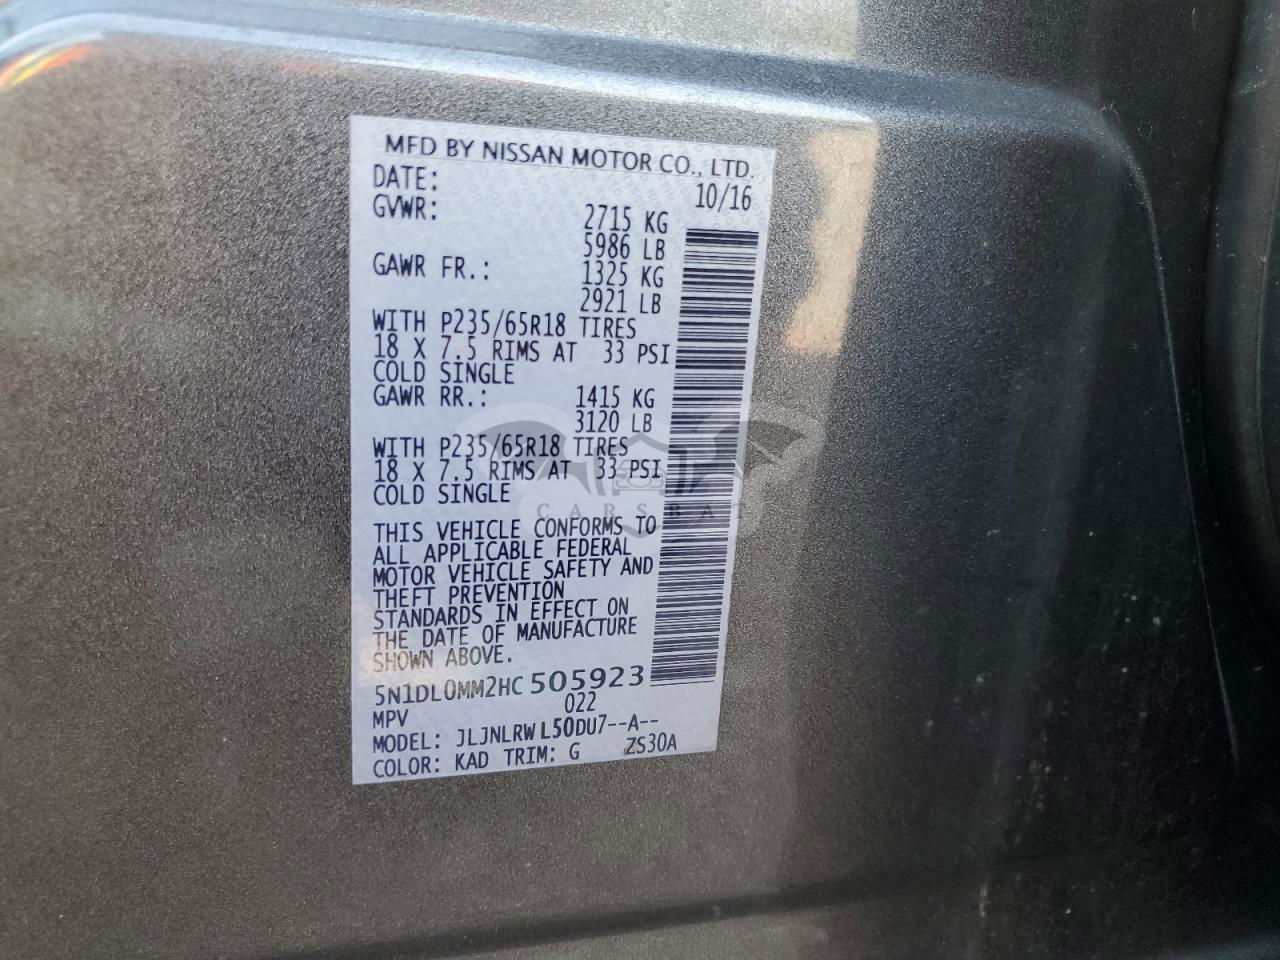 MFD BY NISSAN MOTOR CO., LTD.
DATE: 10/16
GVWR: 2715 KG
5986 LB
GAWR FR.: 1325 KG
2921 LB
WITH P235/65R18 TIRES
18 X 7.5 RIMS AT 33 PSI
COLD SINGLE
GAWR RR.: 1415 KG
3120 LB
WITH P235/65R18 TIRES
18 X 7.5 RIMS AT 33 PSI
COLD SINGLE
CARSBAT
THIS VEHICLE CONFORMS TO
ALL APPLICABLE FEDERAL
MOTOR VEHICLE SAFETY AND
THEFT PREVENTION
STANDARDS IN EFFECT ON
THE DATE OF MANUFACTURE
SHOWN ABOVE.
5N1DL0MM2HC 505923
MPV 022
MODEL: JLJNLRW L50DU7--A--
COLOR: KAD TRIM: G ZS30A